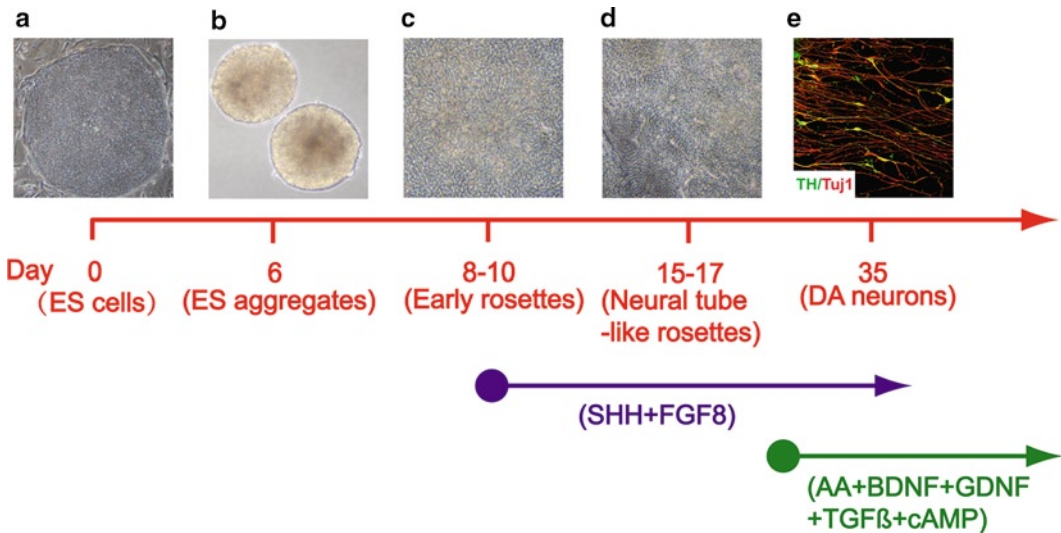 a b c d e
TH/Tuj1
Day 0 6 8-10 15-17 35
(ES cells) (ES aggregates) (Early rosettes) (Neural tube (DA neurons)
-like rosettes)
(SHH+FGF8)
(AA+BDNF+GDNF
+TGFß+cAMP)